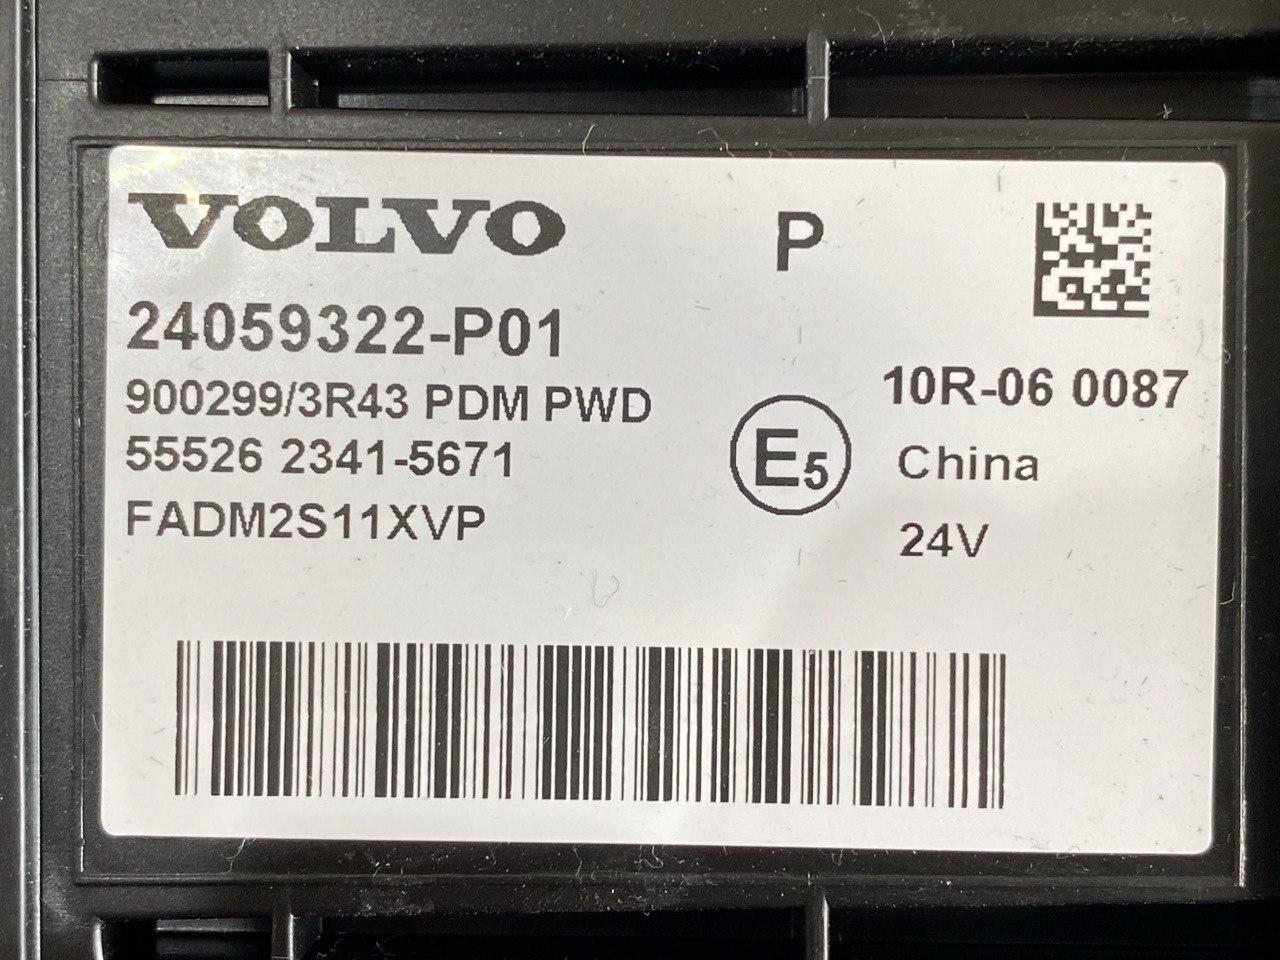 VOLVO
P
24059322-P01
900299/3R43 PDM PWD
55526 2341-5671
FADM2S11XVP
E5
10R-06 0087
China
24V